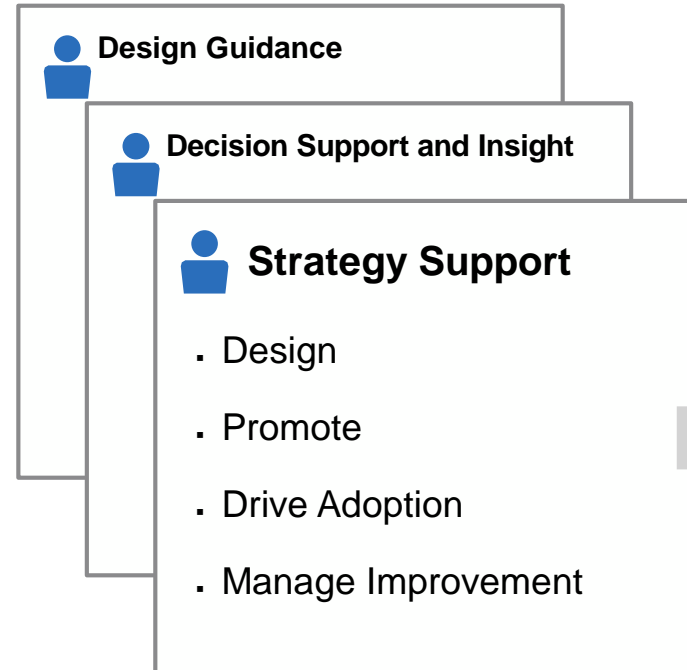 Design Guidance
Decision Support and Insight
Strategy Support
. Design
. Promote
. Drive Adoption
. Manage Improvement